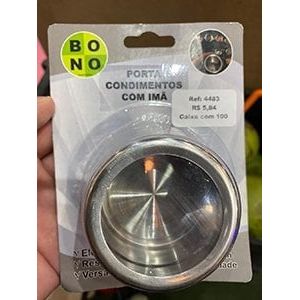 BO
NO
PORTA
CONDIMENTOS
COM IMÃ
Ref: 4483
R$ 5,84
Caixa com 100